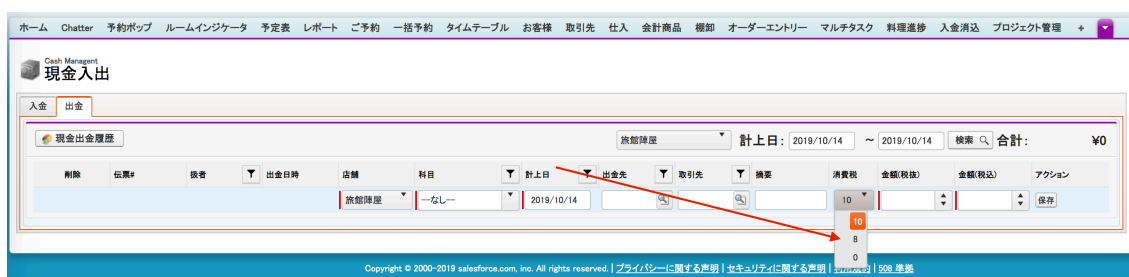 ホーム Chatter 予約ポップ ルームインジケータ 予定表 レポート ご予約 一括予約 タイムテーブル お客様 取引先 仕入 会計商品 棚卸 オーダーエントリー マルチタスク 料理進捗 入金消込 プロジェクト管理 +
Cash Managent
現金入出
入金 出金
現金出金履歴 旅館陣屋 計上日: 2019/10/14 ~ 2019/10/14 検索 合計: ¥0
削除 伝票# 扱者 出金日時 店舗 科目 計上日 出金先 取引先 摘要 消費税 金額(税抜) 金額(税込) アクション
旅館陣屋 --なし-- 2019/10/14 10 保存
10
8
0
Copyright © 2000-2019 salesforce.com, inc. All rights reserved. | プライバシーに関する声明 | セキュリティに関する声明 | 利用規約 | 508 準拠